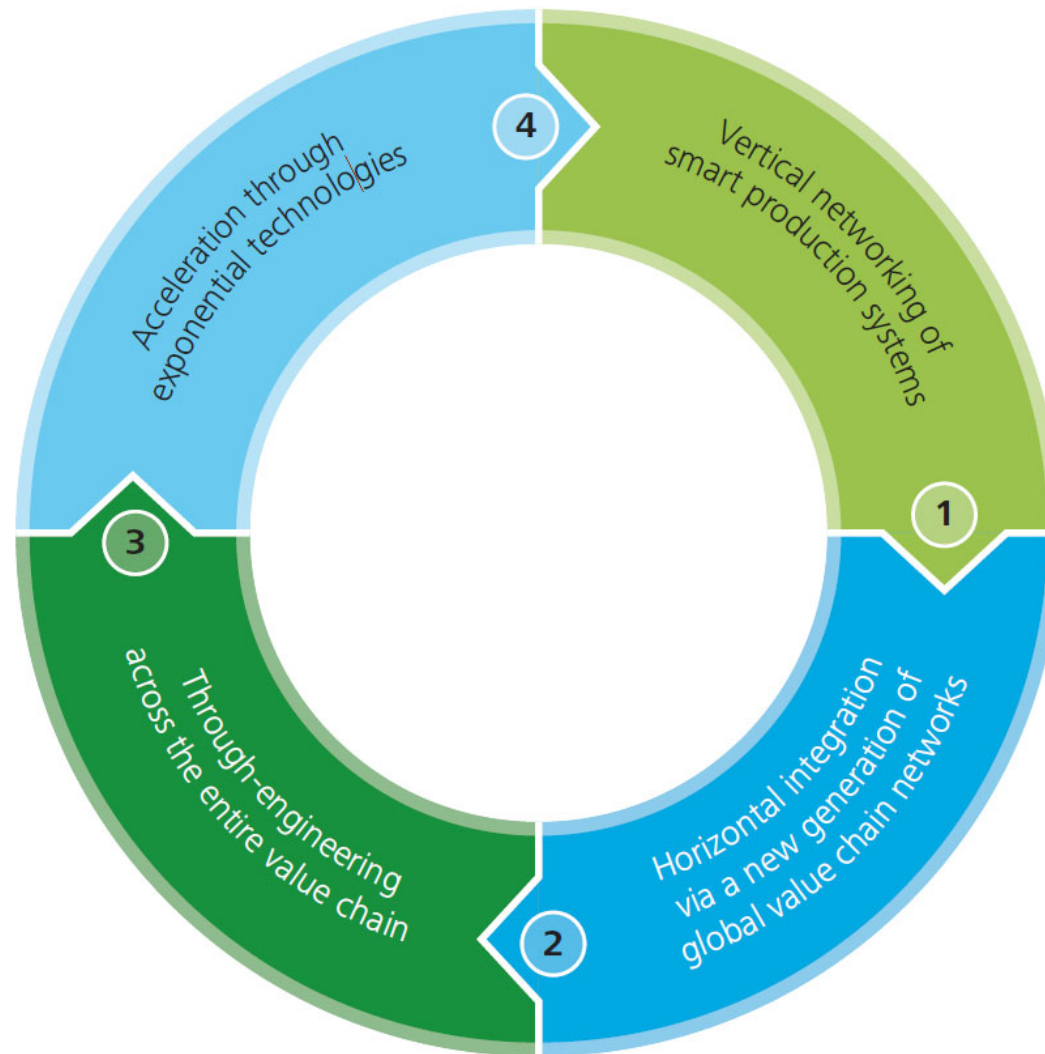 Vertical networking of
smart production systems
1
Horizontal integration
via a new generation of
global value chain networks
2
Through-engineering
across the entire value chain
3
Acceleration through
exponential technologies
4